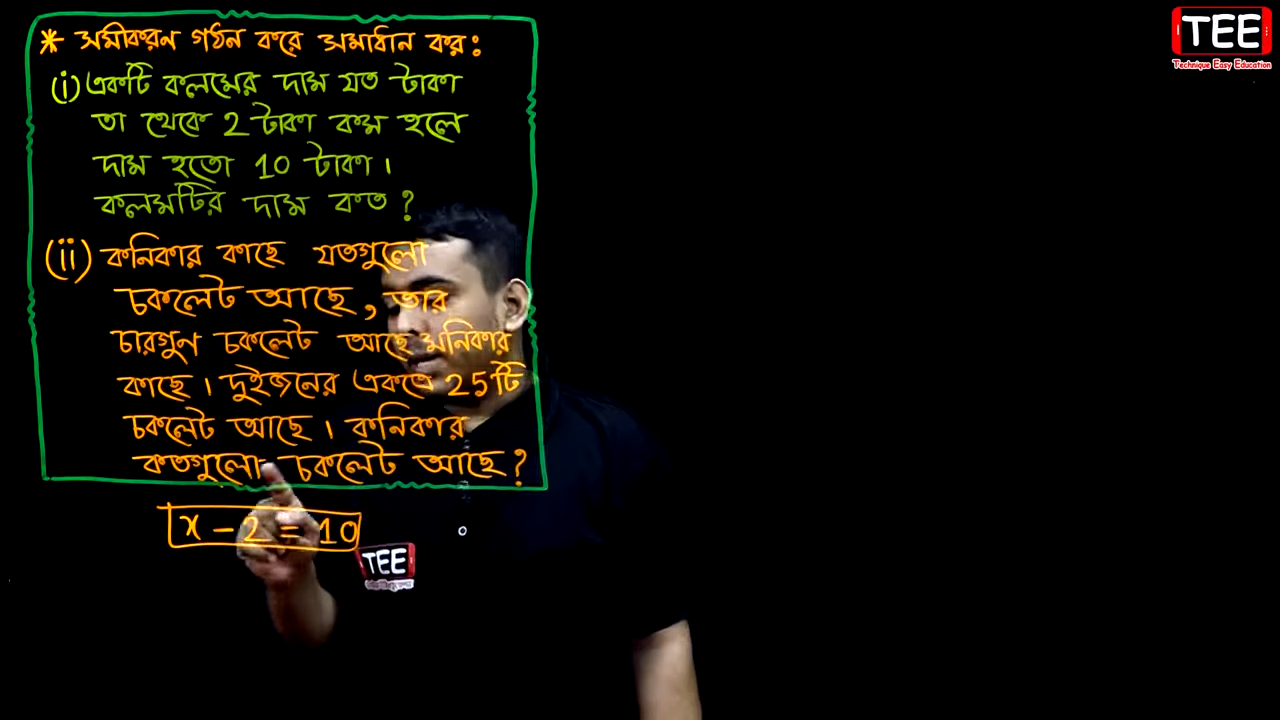 * সমীকরণ গঠন করে সমাধান কর:
(i) একটি কলমের দাম যত টাকা
তা থেকে 2 টাকা কম হলে
দাম হতো 10 টাকা।
কলমটির দাম কত?
(ii) কনিকার কাছে যতগুলো
চকলেট আছে, তার
চারগুণ চকলেট আছে মনিকার
কাছে। দুইজনের একত্রে 25টি
চকলেট আছে। কনিকার
কতগুলো চকলেট আছে?
x - 2 = 10
TEE
TEE
Technique Easy Education